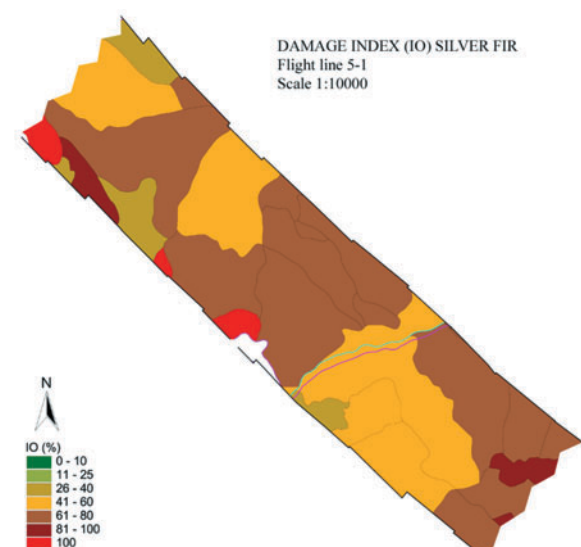 DAMAGE INDEX (IO) SILVER FIR
Flight line 5-1
Scale 1:10000
N
IO (%)
0 - 10
11 - 25
26 - 40
41 - 60
61 - 80
81 - 100
100